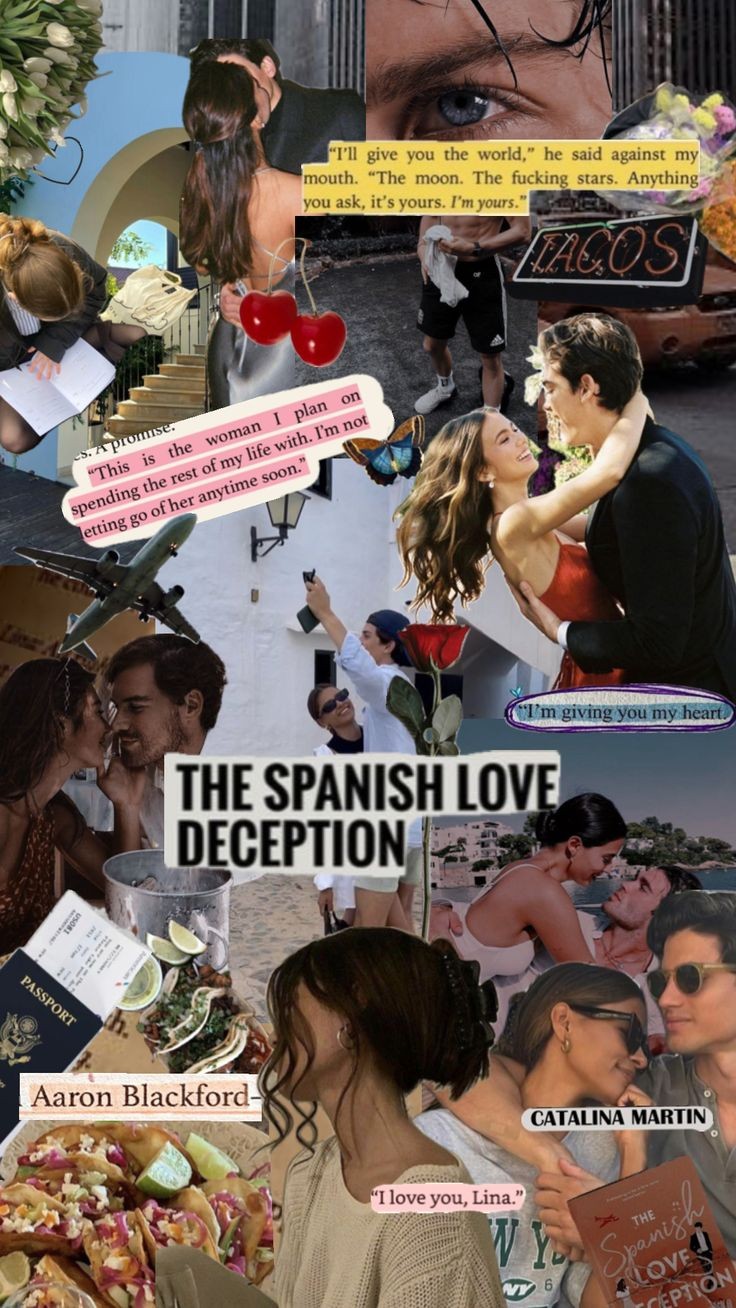 “I’ll give you the world,” he said against my
mouth. “The moon. The fucking stars. Anything
you ask, it’s yours. I’m yours.”
TACOS
A promise.
“This is the woman I plan on
spending the rest of my life with. I’m not
etting go of her anytime soon.”
“I’m giving you my heart.
THE SPANISH LOVE
DECEPTION
PASSPORT
Aaron Blackford-
CATALINA MARTIN
“I love you, Lina.”
NY
THE
Spanish
LOVE
DECEPTION